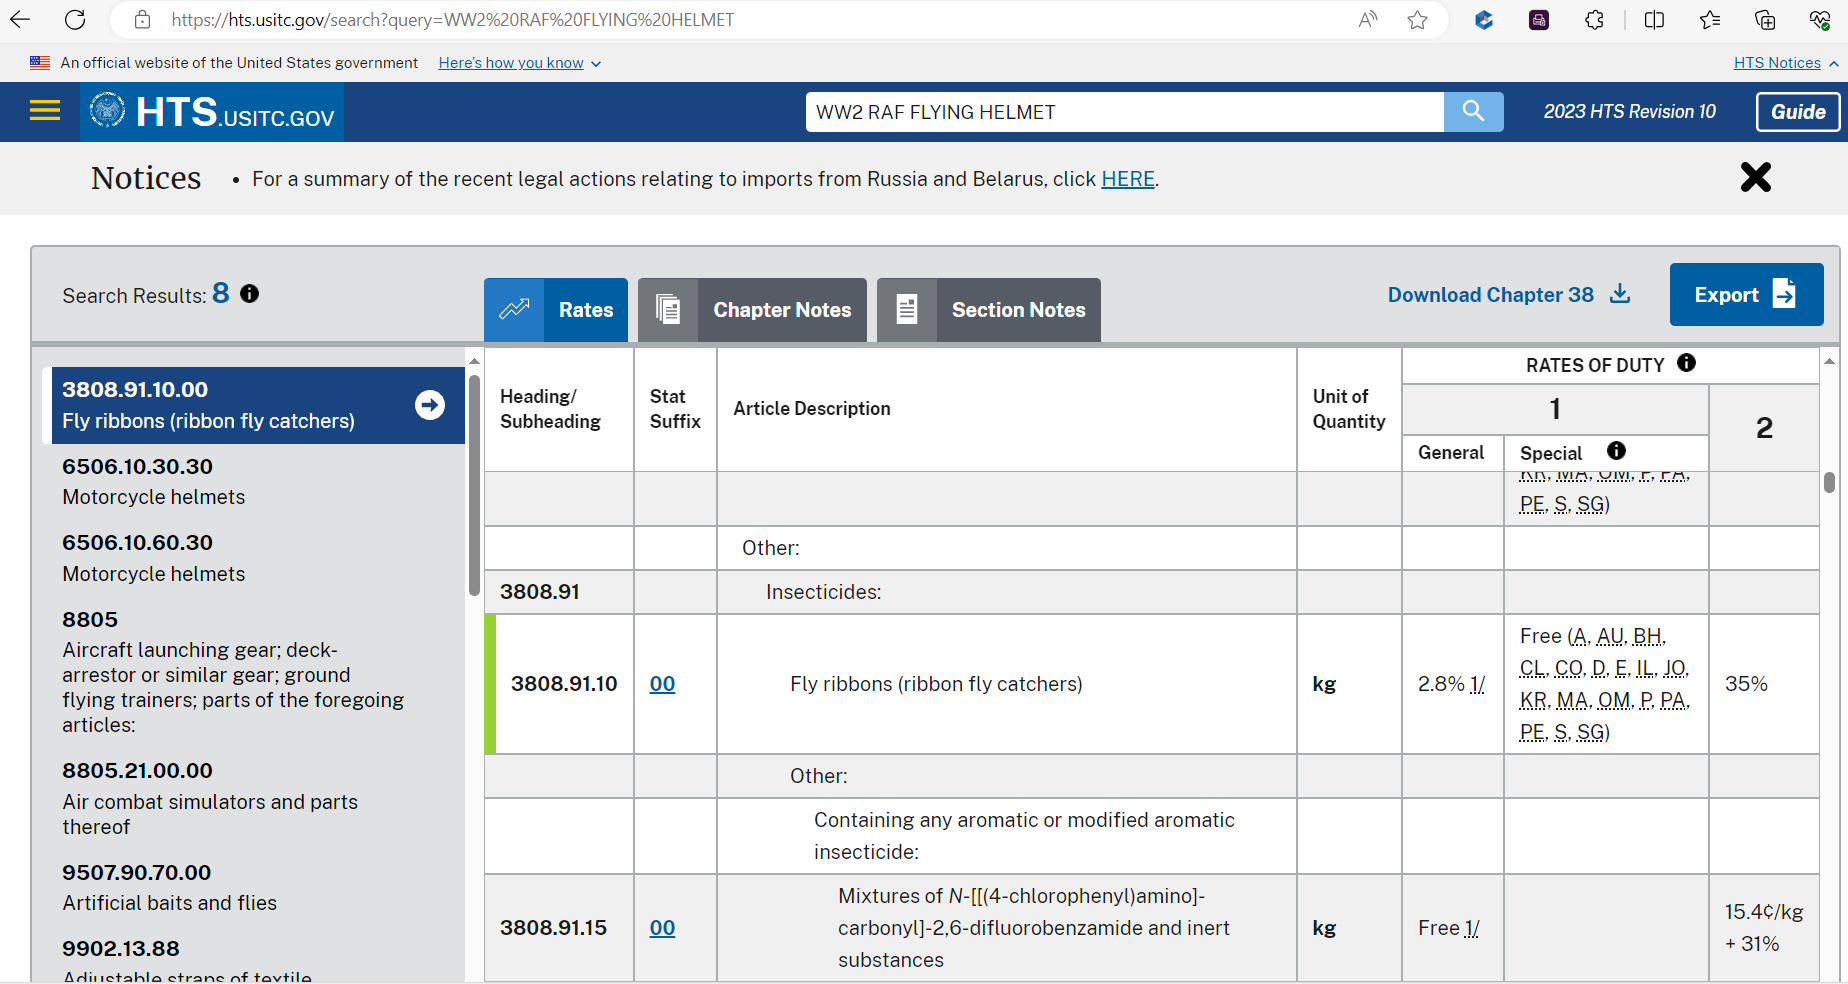 https://hts.usitc.gov/search?query=WW2%20RAF%20FLYING%20HELMET
An official website of the United States government Here's how you know
HTS Notices
HTS.USITC.GOV
WW2 RAF FLYING HELMET
2023 HTS Revision 10
Guide
Notices • For a summary of the recent legal actions relating to imports from Russia and Belarus, click HERE.
Search Results: 8
Rates
Chapter Notes
Section Notes
Download Chapter 38
Export
3808.91.10.00
Fly ribbons (ribbon fly catchers)
6506.10.30.30
Motorcycle helmets
6506.10.60.30
Motorcycle helmets
8805
Aircraft launching gear; deck-
arrestor or similar gear; ground
flying trainers; parts of the foregoing
articles:
8805.21.00.00
Air combat simulators and parts
thereof
9507.90.70.00
Artificial baits and flies
9902.13.88
Adjustable straps of textile
Heading/
Subheading
Stat
Suffix
Article Description
Unit of
Quantity
RATES OF DUTY
1
2
General
Special
KR, MA, OM, P, PA,
PE, S, SG)
Other:
3808.91 Insecticides:
3808.91.10 00 Fly ribbons (ribbon fly catchers) kg 2.8% 1/
Free (A, AU, BH,
CL, CO, D, E, IL, JO,
KR, MA, OM, P, PA,
PE, S, SG)
35%
Other:
Containing any aromatic or modified aromatic
insecticide:
3808.91.15 00
Mixtures of N-[[(4-chlorophenyl)amino]-
carbonyl]-2,6-difluorobenzamide and inert
substances
kg Free 1/
15.4¢/kg
+ 31%